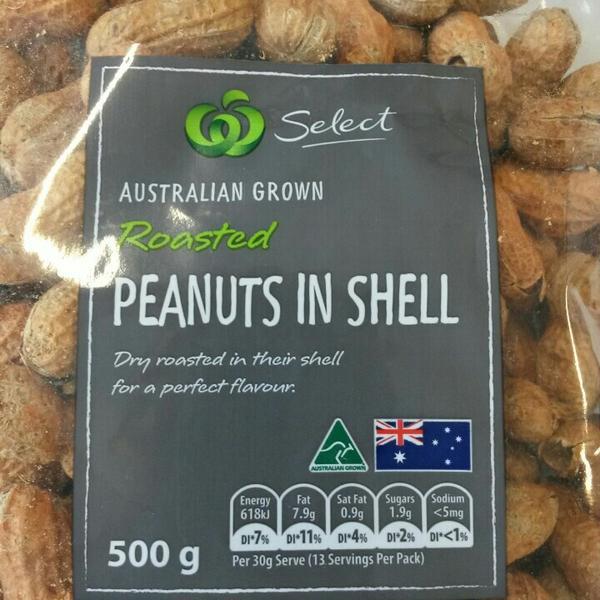 Select
AUSTRALIAN GROWN
Roasted
PEANUTS IN SHELL
Dry roasted in their shell
for a perfect flavour.
AUSTRALIAN GROWN
Energy Fat Sat Fat Sugars Sodium
618kJ 7.9g 0.9g 1.9g <5mg
DI*7% DI*11% DI*4% DI*2% DI*<1%
500 g
Per 30g Serve (13 Servings Per Pack)